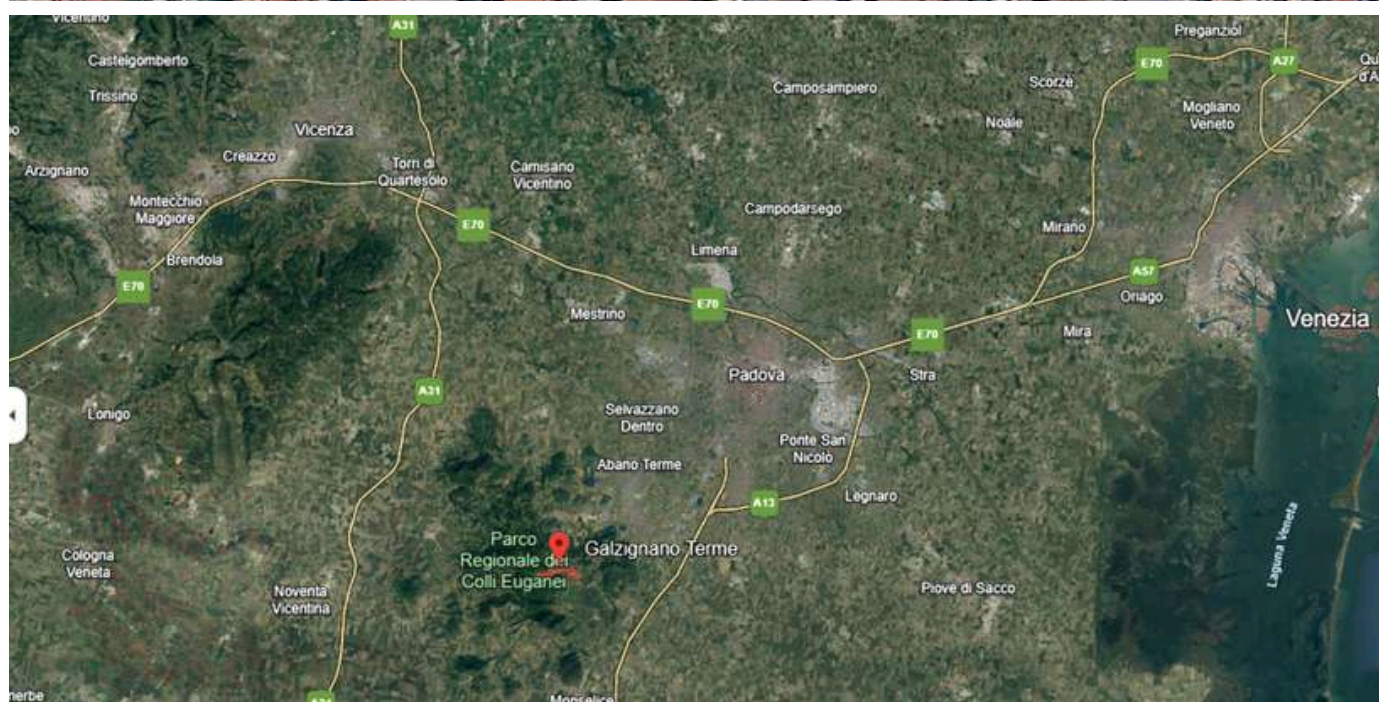 Vicentino
A31
Preganziol
Castelgomberto
E70
A27
Trissino
Camposampiero
Scorzè
Mogliano
Veneto
Vicenza
Noale
Creazzo
Arzignano
Torri di
Quartesolo
Camisano
Vicentino
Montecchio
Maggiore
Campodarsego
E70
Mirano
Brendola
Limena
E70
A57
Oriago
Mestrino
E70
Venezia
E70
Mira
Padova
Stra
A31
Lonigo
Selvazzano
Dentro
Ponte San
Nicolò
Abano Terme
A13
Legnaro
Laguna Veneta
Parco
Regionale dei
Colli Euganei
Galzignano Terme
Cologna
Veneta
Noventa
Vicentina
Piove di Sacco
Monselice